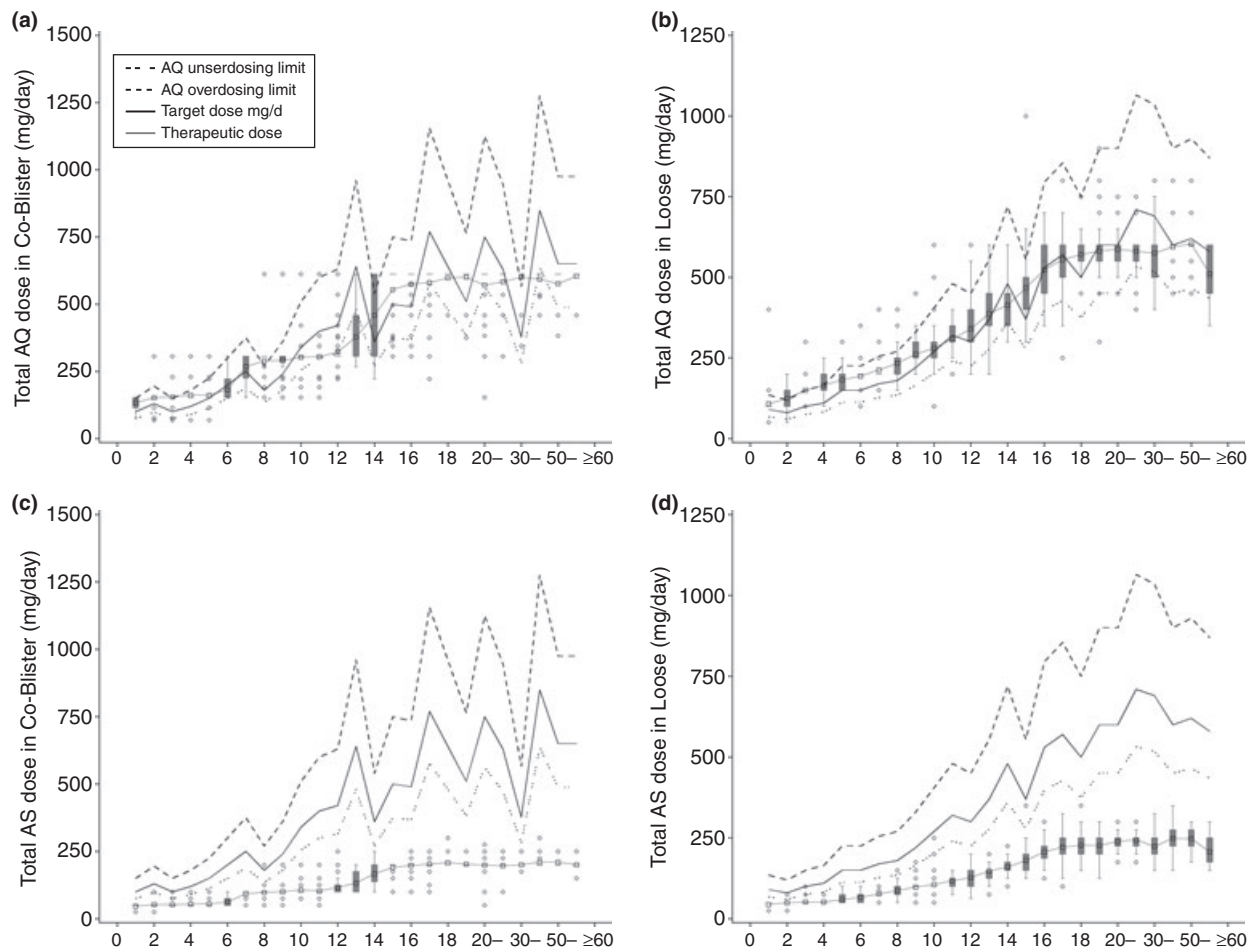 (a)
1500
1250
1000
750
500
250
0
Total AQ dose in Co-Blister (mg/day)
AQ unserdosing limit
AQ overdosing limit
Target dose mg/d
Therapeutic dose
0 2 4 6 8 10 12 14 16 18 20– 30– 50– ≥60
(b)
1250
1000
750
500
250
0
Total AQ dose in Loose (mg/day)
0 2 4 6 8 10 12 14 16 18 20– 30– 50– ≥60
(c)
1500
1250
1000
750
500
250
0
Total AS dose in Co-Blister (mg/day)
0 2 4 6 8 10 12 14 16 18 20– 30– 50– ≥60
(d)
1250
1000
750
500
250
0
Total AS dose in Loose (mg/day)
0 2 4 6 8 10 12 14 16 18 20– 30– 50– ≥60